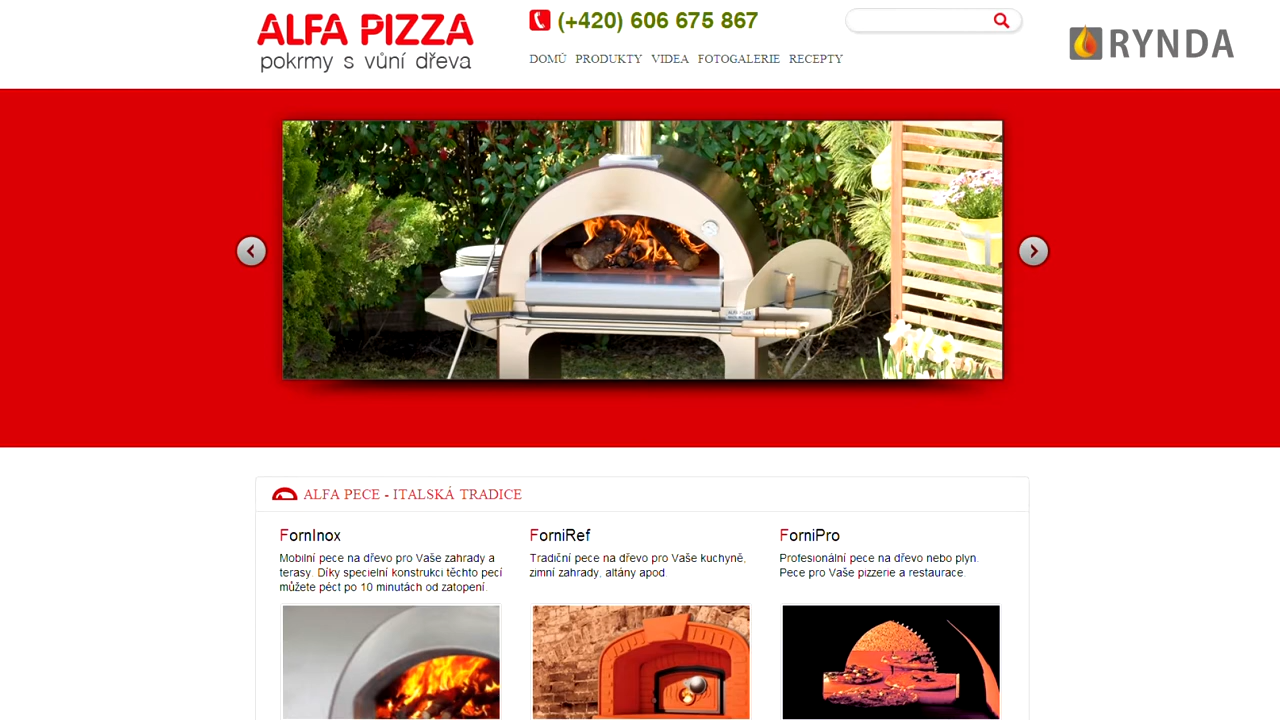 ALFA PIZZA
pokrmy s vůní dřeva
(+420) 606 675 867
DOMŮ PRODUKTY VIDEA FOTOGALERIE RECEPTY
RYNDA
ALFA PECE - ITALSKÁ TRADICE
FornInox
Mobilní pece na dřevo pro Vaše zahrady a
terasy. Díky specielní konstrukci těchto pecí
můžete péct po 10 minutách od zatopení.
ForniRef
Tradiční pece na dřevo pro Vaše kuchyně,
zimní zahrady, altány apod.
ForniPro
Profesionální pece na dřevo nebo plyn.
Pece pro Vaše pizzerie a restaurace.